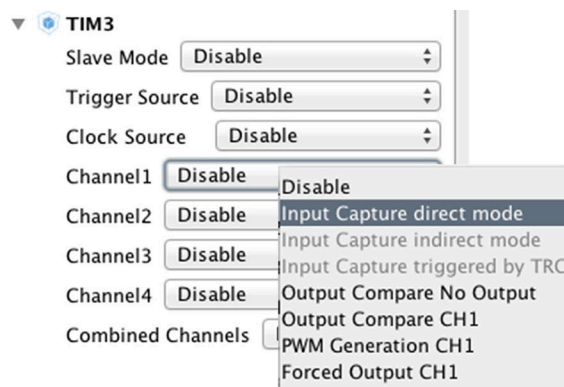 TIM3
Slave Mode Disable
Trigger Source Disable
Clock Source Disable
Channel1 Disable
Channel2 Disable
Channel3 Disable
Channel4 Disable
Combined Channels
Disable
Input Capture direct mode
Input Capture indirect mode
Input Capture triggered by TRC
Output Compare No Output
Output Compare CH1
PWM Generation CH1
Forced Output CH1